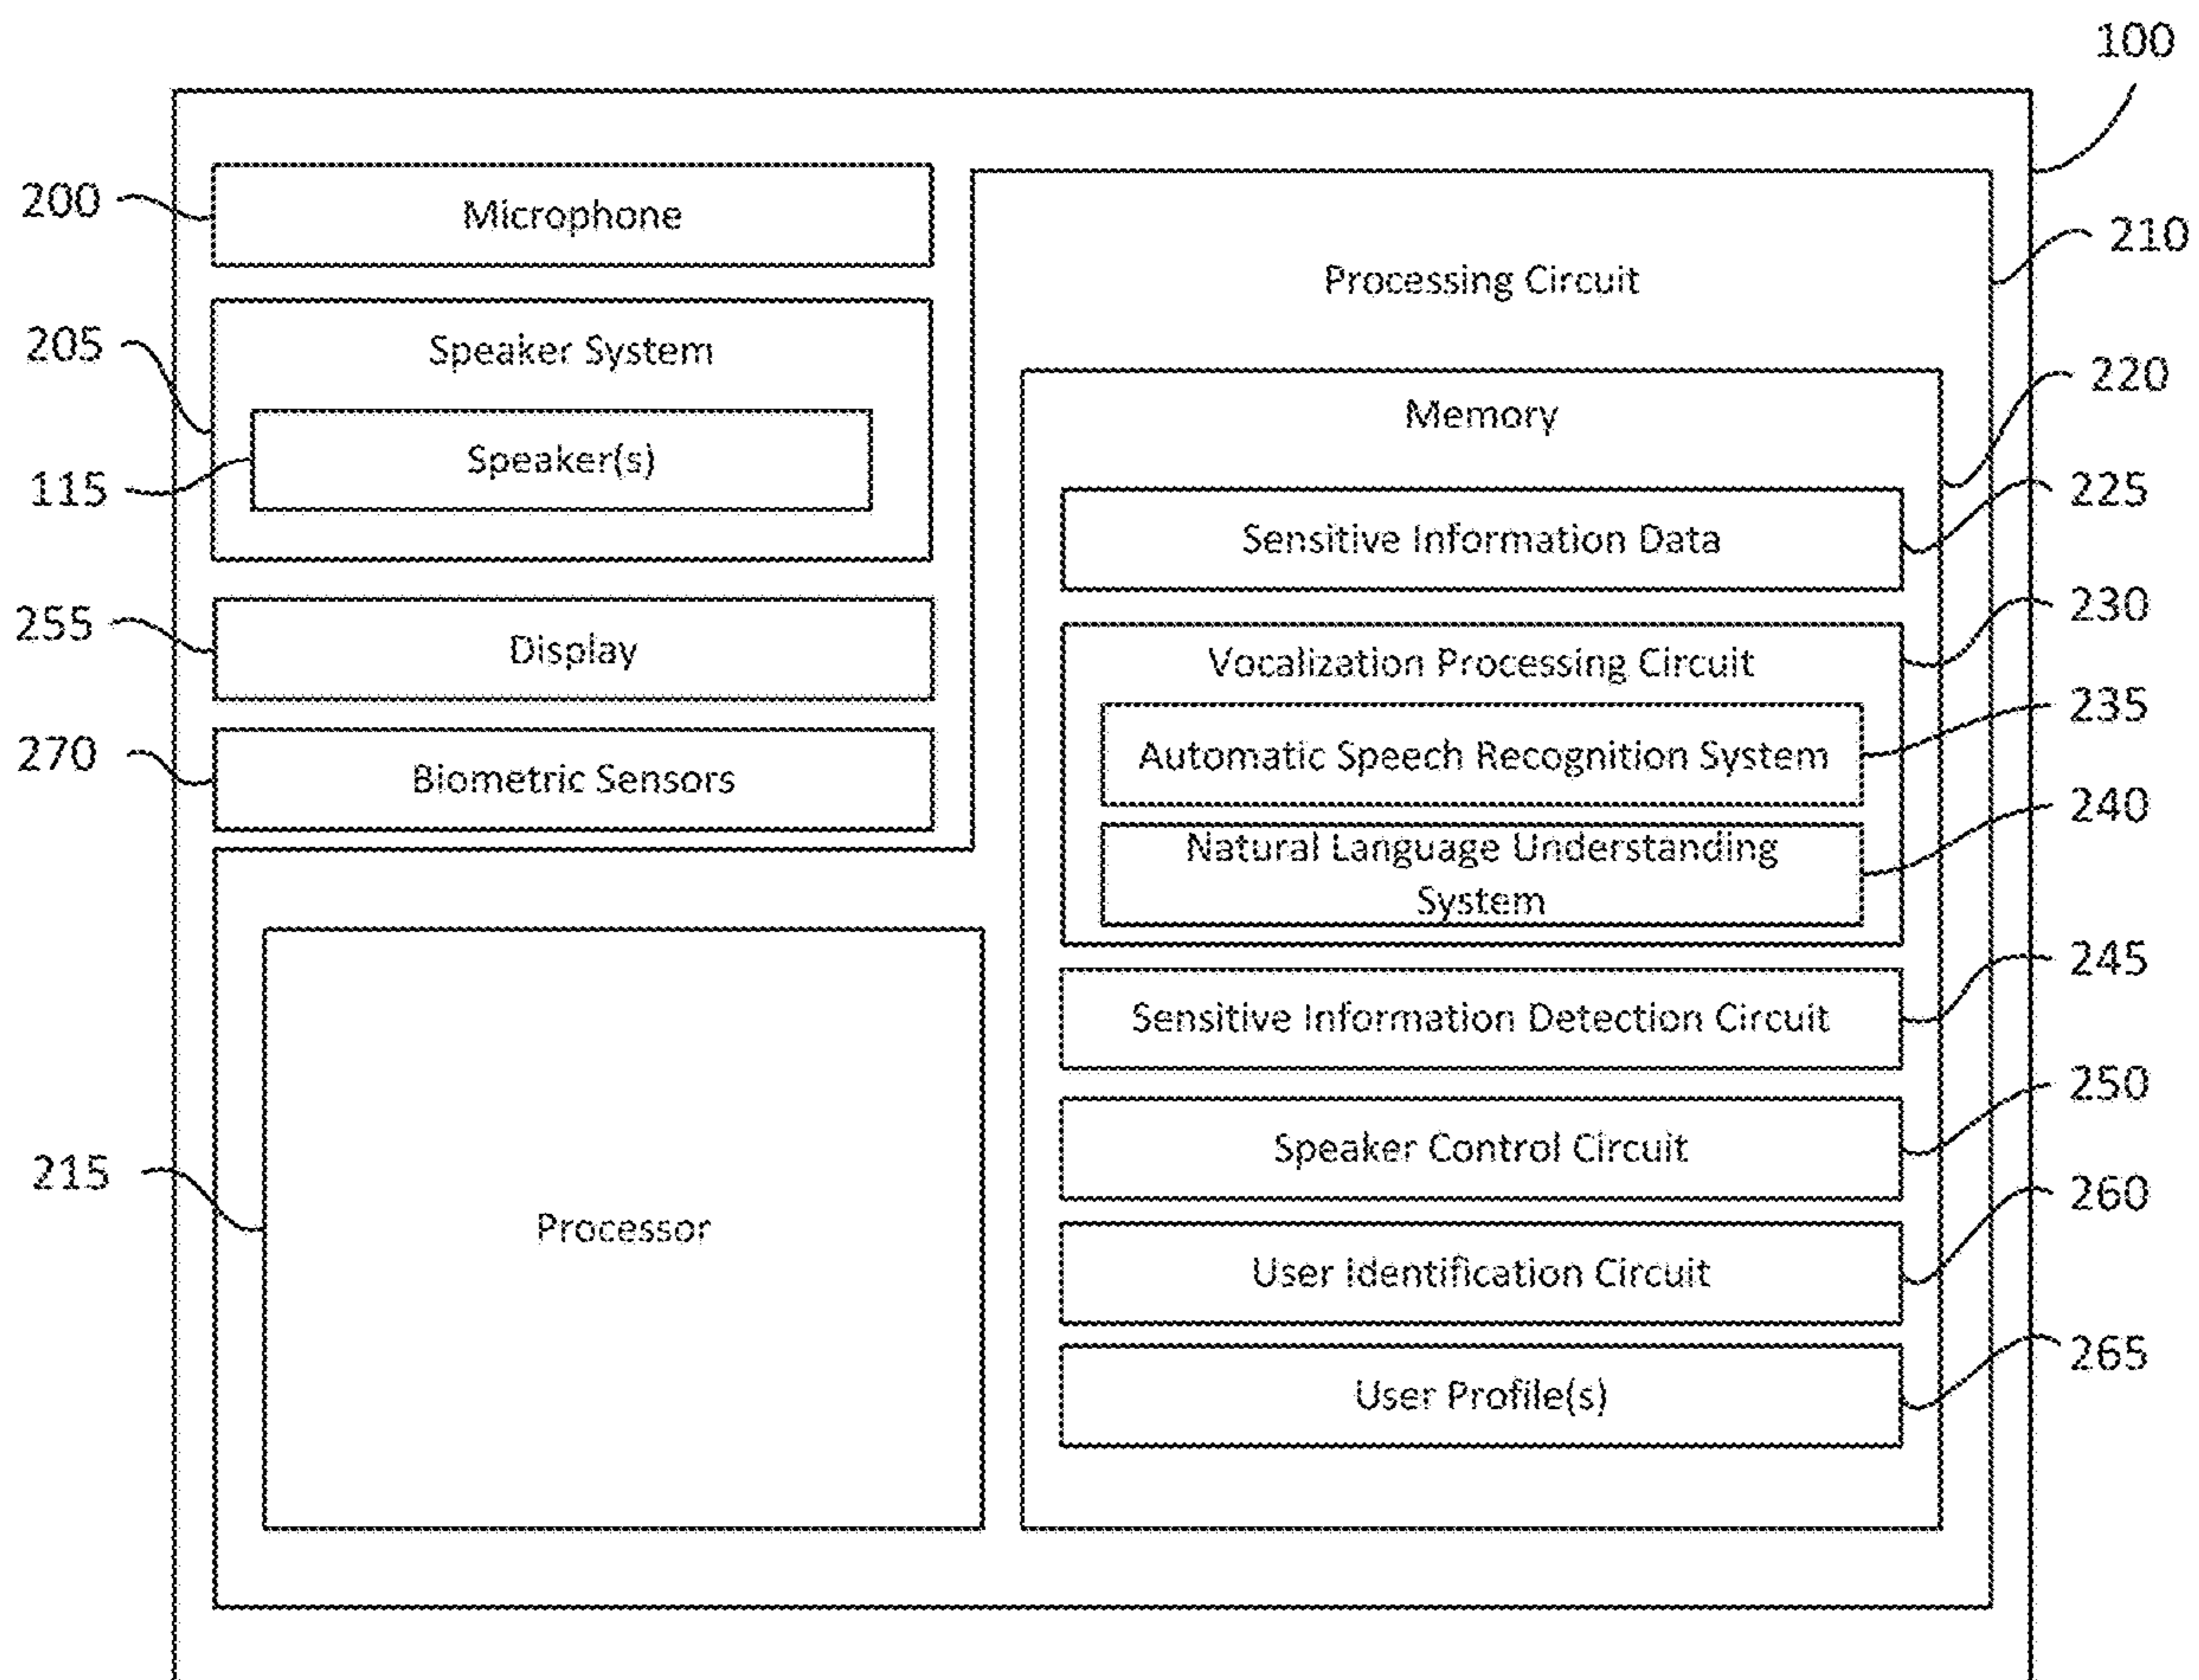 100
200
Microphone
210
Processing Circuit
205
Speaker System
220
Memory
115
Speaker(s)
225
Sensitive Information Data
255
Display
230
Vocalization Processing Circuit
235
Automatic Speech Recognition System
270
Biometric Sensors
240
Natural Language Understanding
System
245
Sensitive Information Detection Circuit
250
Speaker Control Circuit
215
Processor
260
User Identification Circuit
265
User Profile(s)